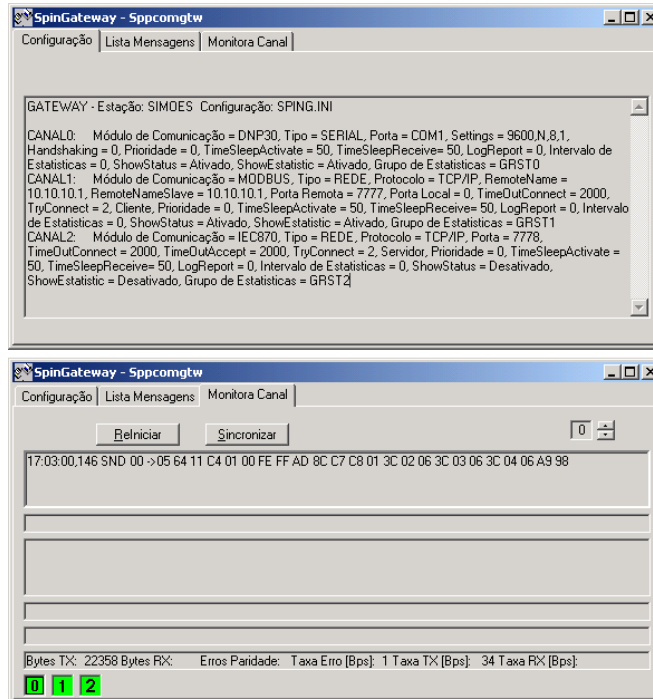 SpinGateway - Sppcomgtw
Configuração Lista Mensagens Monitora Canal
GATEWAY - Estação: SIMOES Configuração: SPING.INI
CANAL0: Módulo de Comunicação = DNP30, Tipo = SERIAL, Porta = COM1, Settings = 9600,N,8,1,
Handshaking = 0, Prioridade = 0, TimeSleepActivate = 50, TimeSleepReceive= 50, LogReport = 0, Intervalo de
Estatisticas = 0, ShowStatus = Ativado, ShowEstatistic = Ativado, Grupo de Estatisticas = GRST0
CANAL1: Módulo de Comunicação = MODBUS, Tipo = REDE, Protocolo = TCP/IP, RemoteName =
10.10.10.1, RemoteNameSlave = 10.10.10.1, Porta Remota = 7777, Porta Local = 0, TimeOutConnect = 2000,
TryConnect = 2, Cliente, Prioridade = 0, TimeSleepActivate = 50, TimeSleepReceive= 50, LogReport = 0, Intervalo
de Estatisticas = 0, ShowStatus = Ativado, ShowEstatistic = Ativado, Grupo de Estatisticas = GRST1
CANAL2: Módulo de Comunicação = IEC870, Tipo = REDE, Protocolo = TCP/IP, Porta = 7778,
TimeOutConnect = 2000, TimeOutAccept = 2000, TryConnect = 2, Servidor, Prioridade = 0, TimeSleepActivate =
50, TimeSleepReceive= 50, LogReport = 0, Intervalo de Estatisticas = 0, ShowStatus = Desativado,
ShowEstatistic = Desativado, Grupo de Estatisticas = GRST2
SpinGateway - Sppcomgtw
Configuração Lista Mensagens Monitora Canal
ReIniciar Sincronizar 0
17:03:00,146 SND 00 ->05 64 11 C4 01 00 FE FF AD 8C C7 C8 01 3C 02 06 3C 03 06 3C 04 06 A9 98
Bytes TX: 22358 Bytes RX: Erros Paridade: Taxa Erro [Bps]: 1 Taxa TX [Bps]: 34 Taxa RX [Bps]:
0 1 2